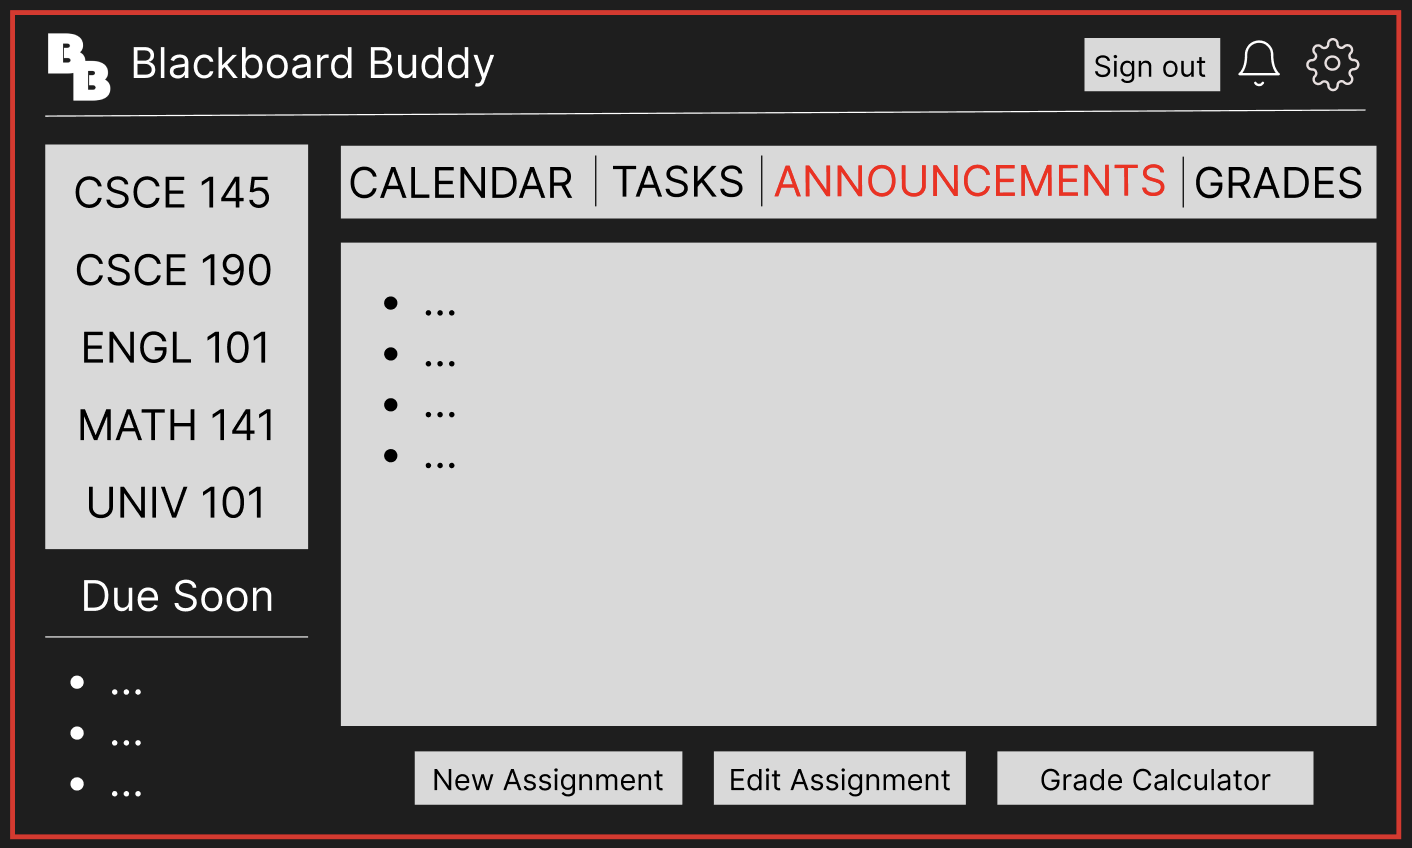 BB
Blackboard Buddy
Sign out
CSCE 145
CSCE 190
ENGL 101
MATH 141
UNIV 101
Due Soon
• ...
• ...
• ...
CALENDAR | TASKS | ANNOUNCEMENTS | GRADES
• ...
• ...
• ...
• ...
New Assignment
Edit Assignment
Grade Calculator